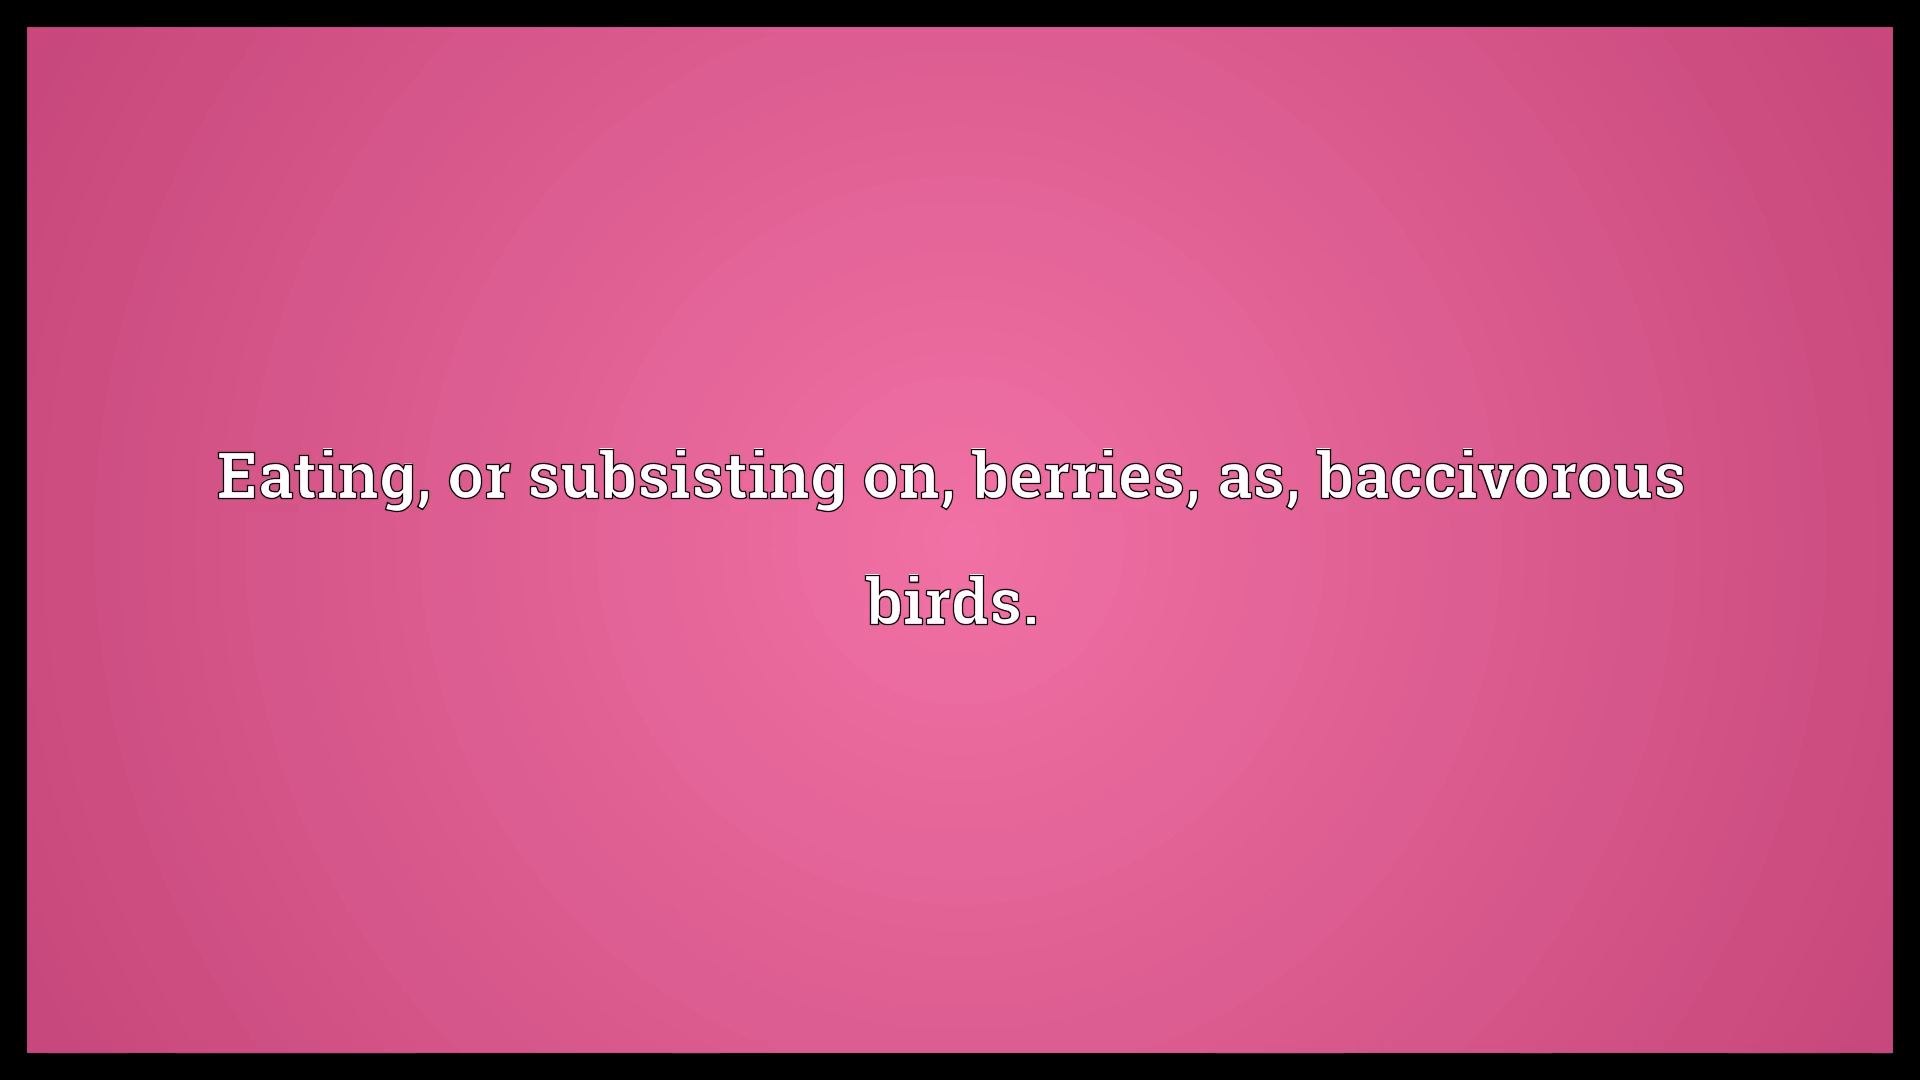 Eating, or subsisting on, berries, as, baccivorous
birds.